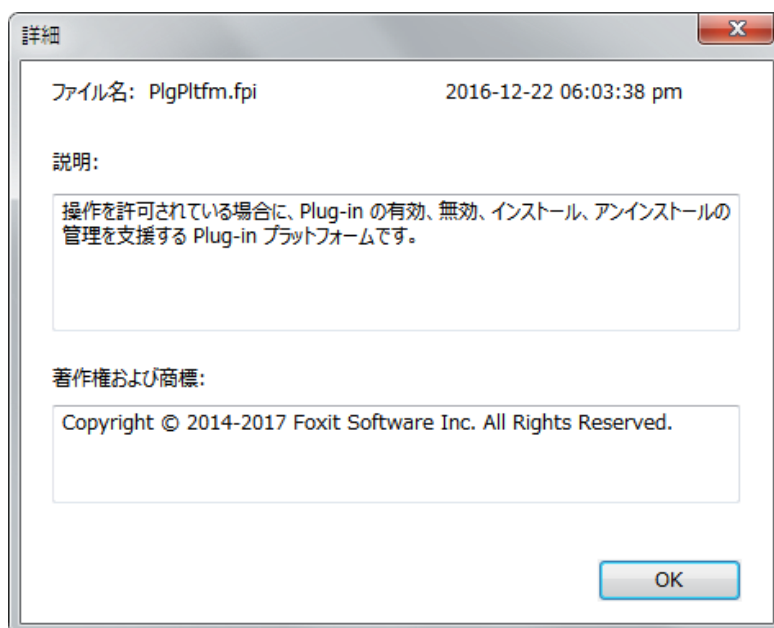 詳細
ファイル名: PlgPltfm.fpi 2016-12-22 06:03:38 pm
説明:
操作を許可されている場合に、Plug-in の有効、無効、インストール、アンインストールの
管理を支援する Plug-in プラットフォームです。
著作権および商標:
Copyright © 2014-2017 Foxit Software Inc. All Rights Reserved.
OK